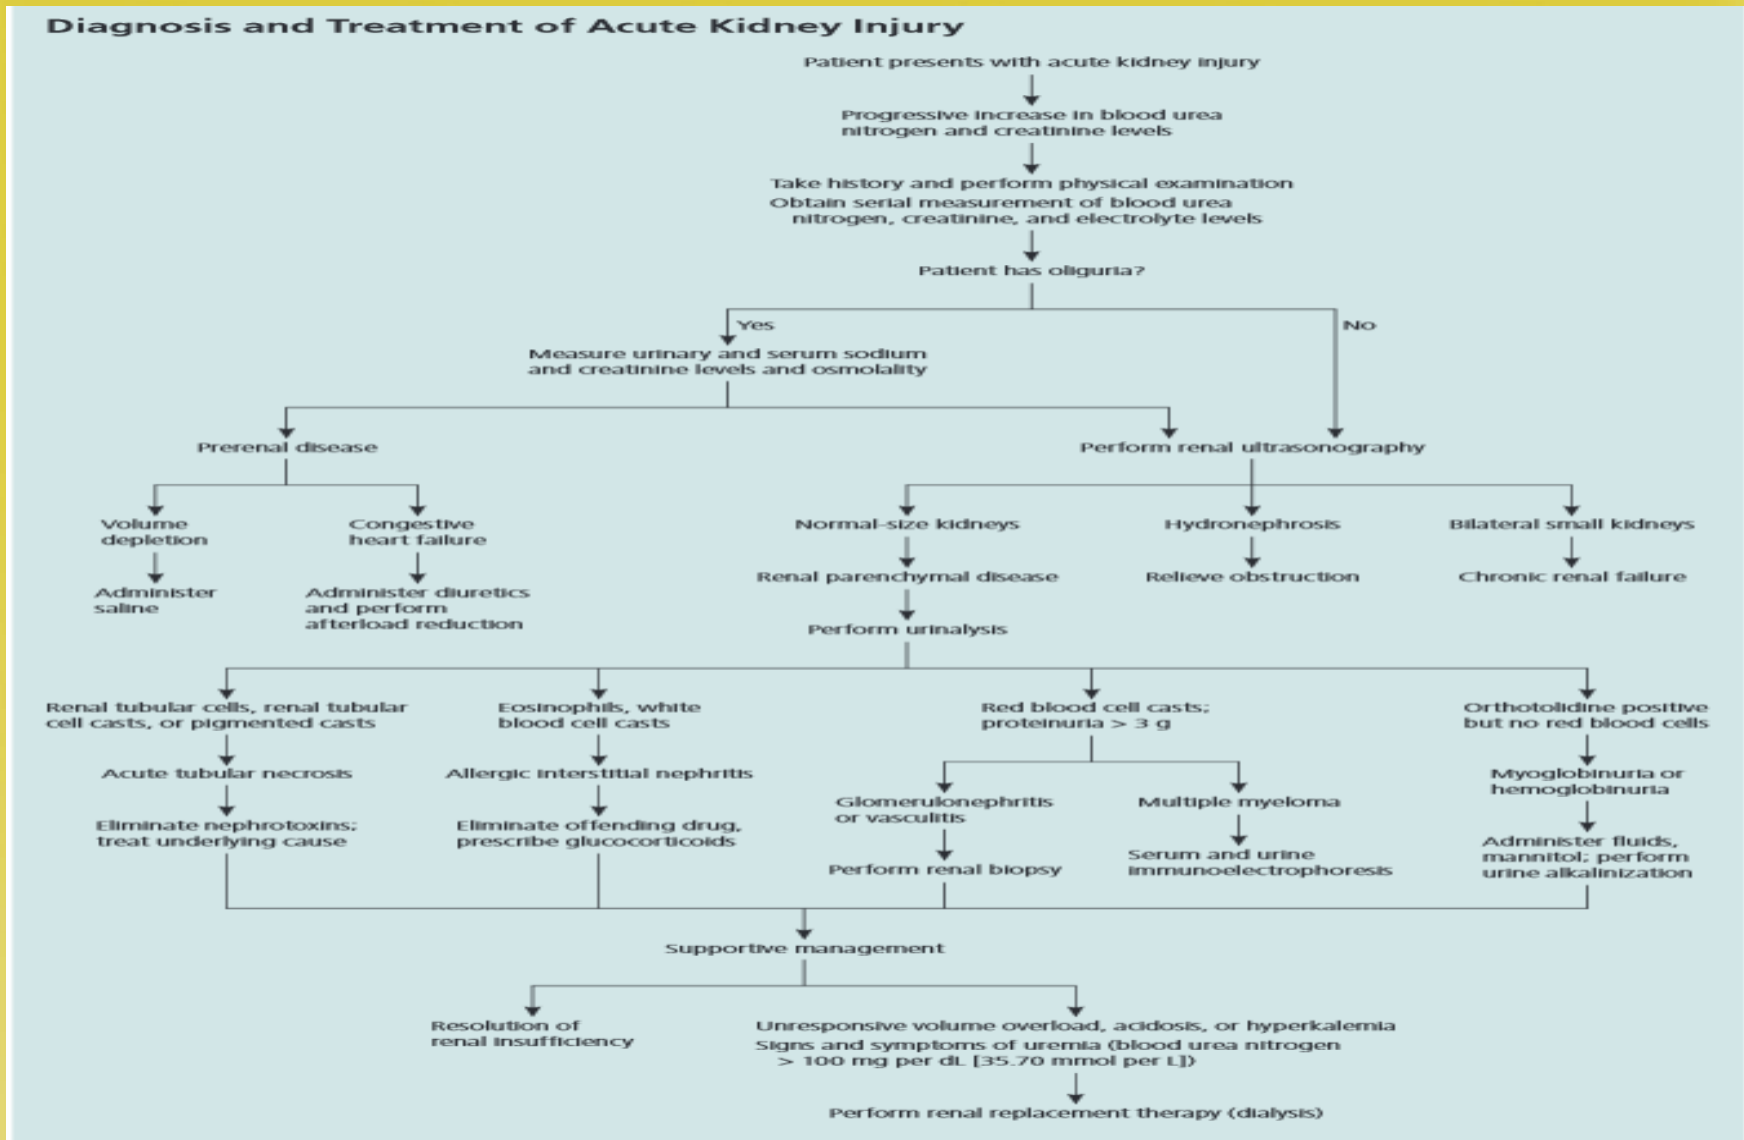 Diagnosis and Treatment of Acute Kidney Injury
Patient presents with acute kidney injury
Progressive increase in blood urea
nitrogen and creatinine levels
Take history and perform physical examination
Obtain serial measurement of blood urea
nitrogen, creatinine, and electrolyte levels
Patient has oliguria?
Yes
No
Measure urinary and serum sodium
and creatinine levels and osmolality
Prerenal disease
Perform renal ultrasonography
Volume
depletion
Congestive
heart failure
Normal-size kidneys
Hydronephrosis
Bilateral small kidneys
Administer
saline
Administer diuretics
and perform
afterload reduction
Renal parenchymal disease
Relieve obstruction
Chronic renal failure
Perform urinalysis
Renal tubular cells, renal tubular
cell casts, or pigmented casts
Eosinophils, white
blood cell casts
Red blood cell casts;
proteinuria > 3 g
Orthotolidine positive
but no red blood cells
Acute tubular necrosis
Allergic interstitial nephritis
Glomerulonephritis
or vasculitis
Multiple myeloma
Myoglobinuria or
hemoglobinuria
Eliminate nephrotoxins;
treat underlying cause
Eliminate offending drug,
prescribe glucocorticoids
Perform renal biopsy
Serum and urine
immunoelectrophoresis
Administer fluids,
mannitol; perform
urine alkalinization
Supportive management
Resolution of
renal insufficiency
Unresponsive volume overload, acidosis, or hyperkalemia
Signs and symptoms of uremia (blood urea nitrogen
> 100 mg per dL [35.70 mmol per L])
Perform renal replacement therapy (dialysis)